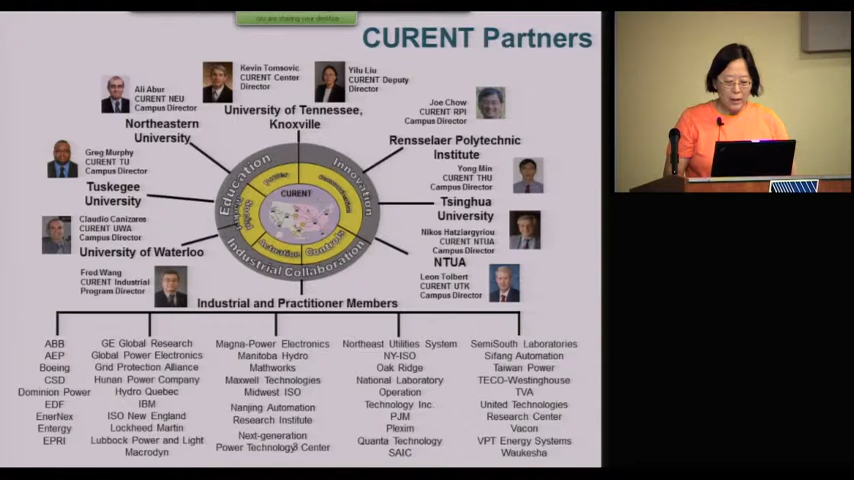 you are sharing your desktop
CURENT Partners
Kevin Tomsovic
CURENT Center
Director
Yilu Liu
CURENT Deputy
Director
Ali Abur
CURENT NEU
Campus Director
Joe Chow
CURENT RPI
Campus Director
University of Tennessee,
Knoxville
Northeastern
University
Rensselaer Polytechnic
Institute
Greg Murphy
CURENT TU
Campus Director
Yong Min
CURENT THU
Campus Director
Tuskegee
University
Tsinghua
University
Claudio Canizares
CURENT UWA
Campus Director
Nikos Hatziargyriou
CURENT NTUA
Campus Director
University of Waterloo
NTUA
Fred Wang
CURENT Industrial
Program Director
Leon Tolbert
CURENT UTK
Campus Director
Education
Innovation
Industrial Collaboration
CURENT
Actuation
Controls
Industrial and Practitioner Members
ABB
AEP
Boeing
CSD
Dominion Power
EDF
EnerNex
Entergy
EPRI
GE Global Research
Global Power Electronics
Grid Protection Alliance
Hunan Power Company
Hydro Quebec
IBM
ISO New England
Lockheed Martin
Lubbock Power and Light
Macrodyn
Magna-Power Electronics
Manitoba Hydro
Mathworks
Maxwell Technologies
Midwest ISO
Nanjing Automation
Research Institute
Next-generation
Power Technology Center
3
Northeast Utilities System
NY-ISO
Oak Ridge
National Laboratory
Operation
Technology Inc.
PJM
Plexim
Quanta Technology
SAIC
SemiSouth Laboratories
Sifang Automation
Taiwan Power
TECO-Westinghouse
TVA
United Technologies
Research Center
Vacon
VPT Energy Systems
Waukesha